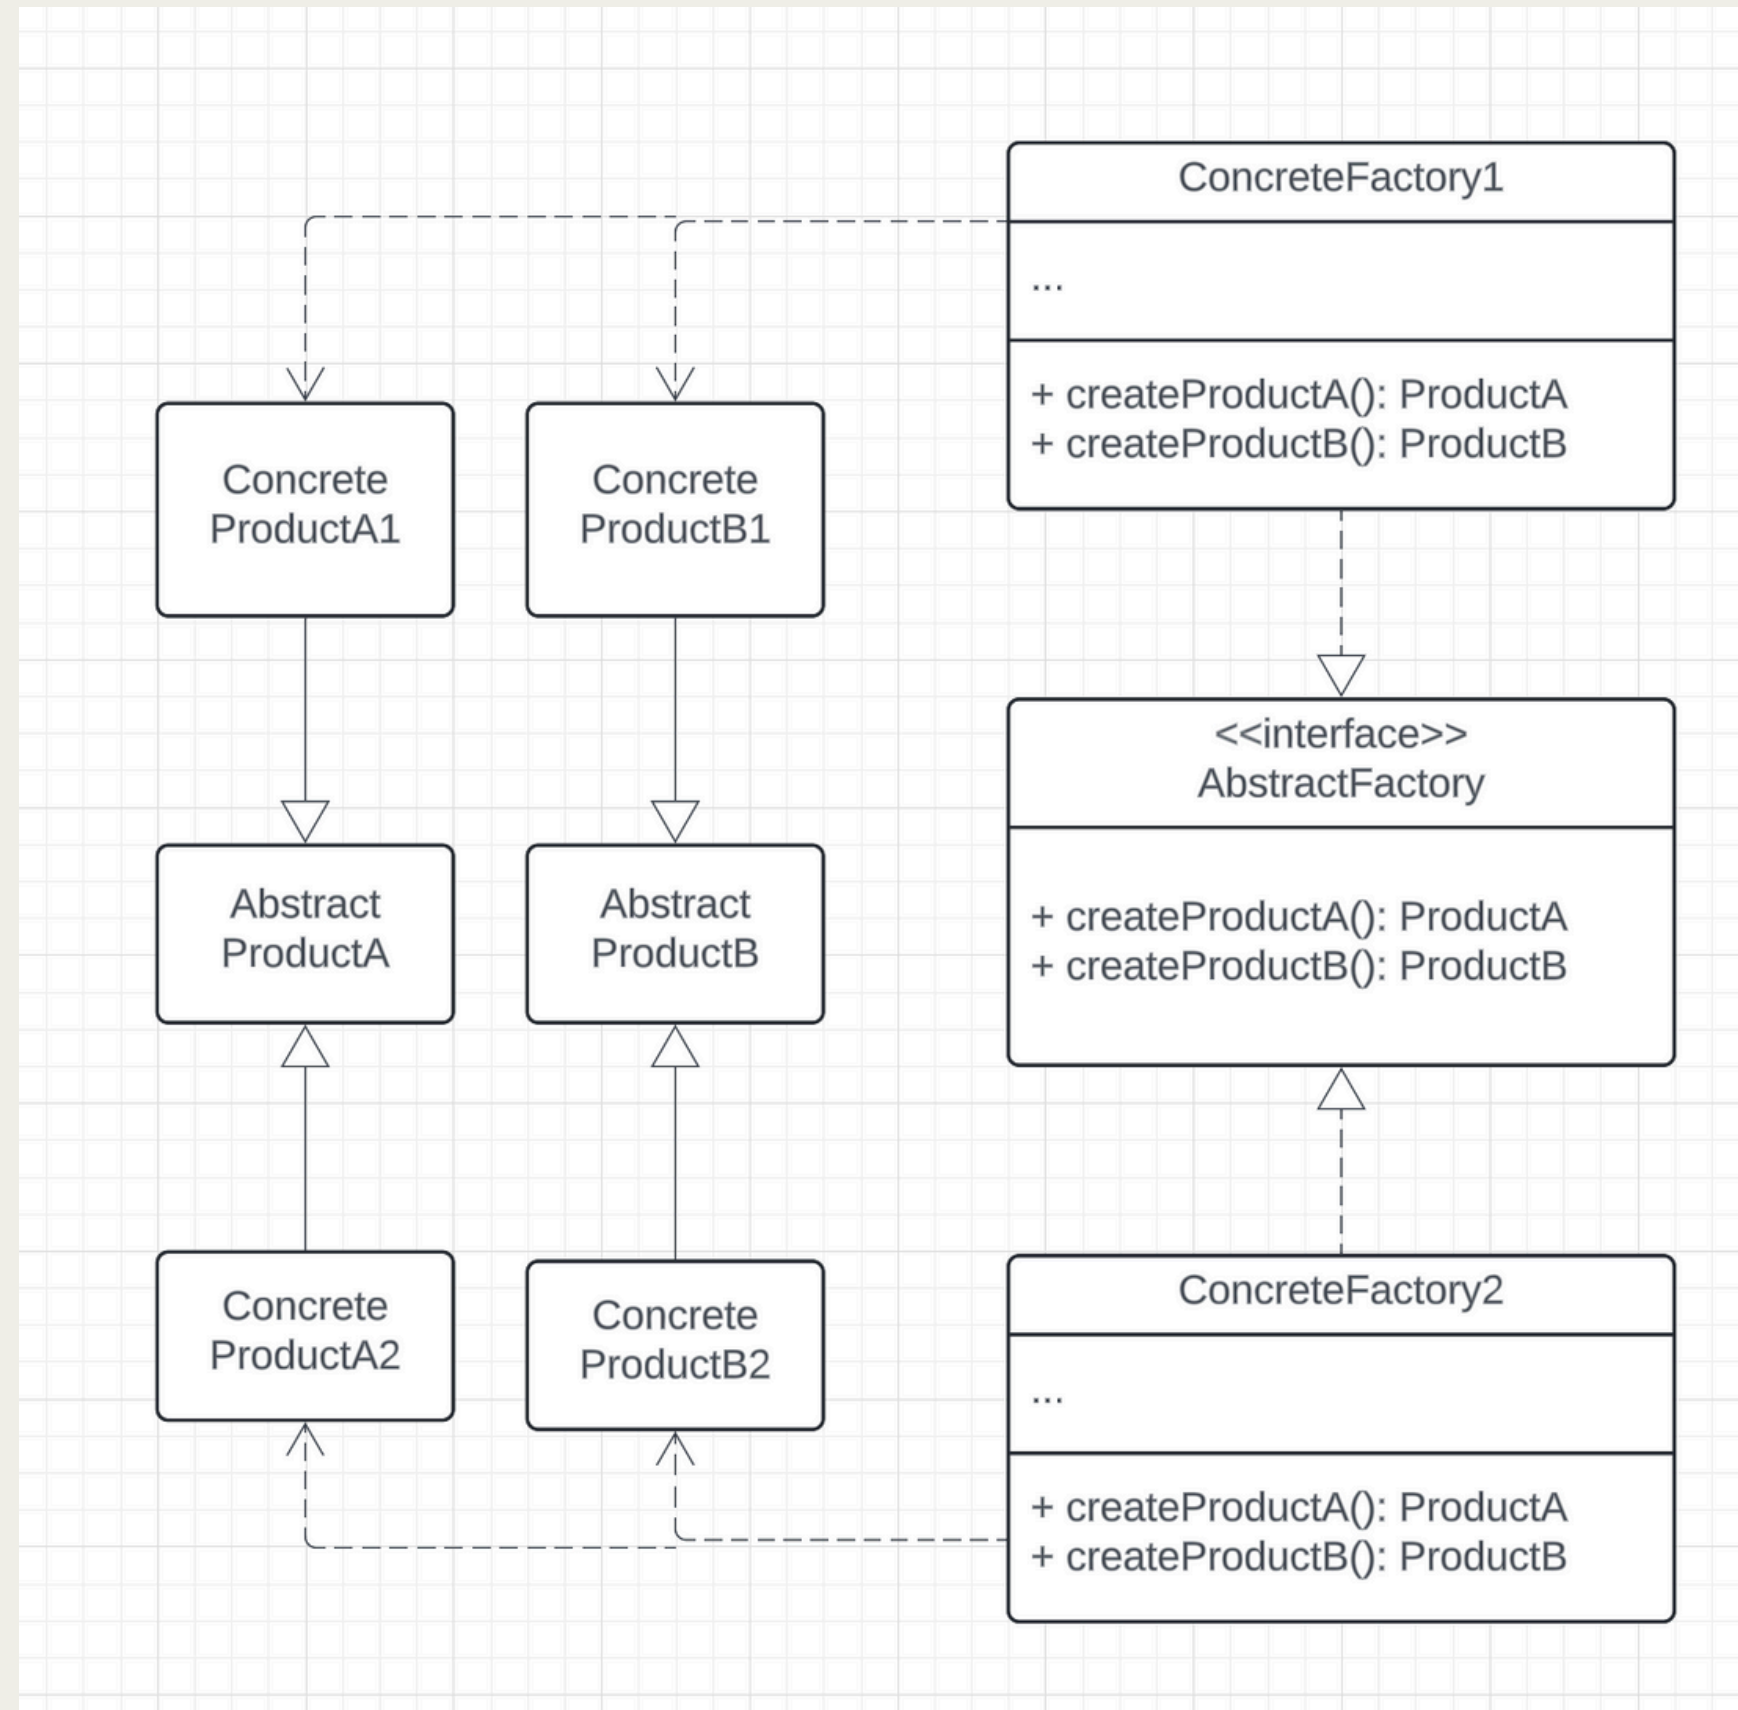 ConcreteFactory1
...
+ createProductA(): ProductA
+ createProductB(): ProductB
Concrete
ProductA1
Concrete
ProductB1
<<interface>>
AbstractFactory
+ createProductA(): ProductA
+ createProductB(): ProductB
Abstract
ProductA
Abstract
ProductB
Concrete
ProductA2
Concrete
ProductB2
ConcreteFactory2
...
+ createProductA(): ProductA
+ createProductB(): ProductB